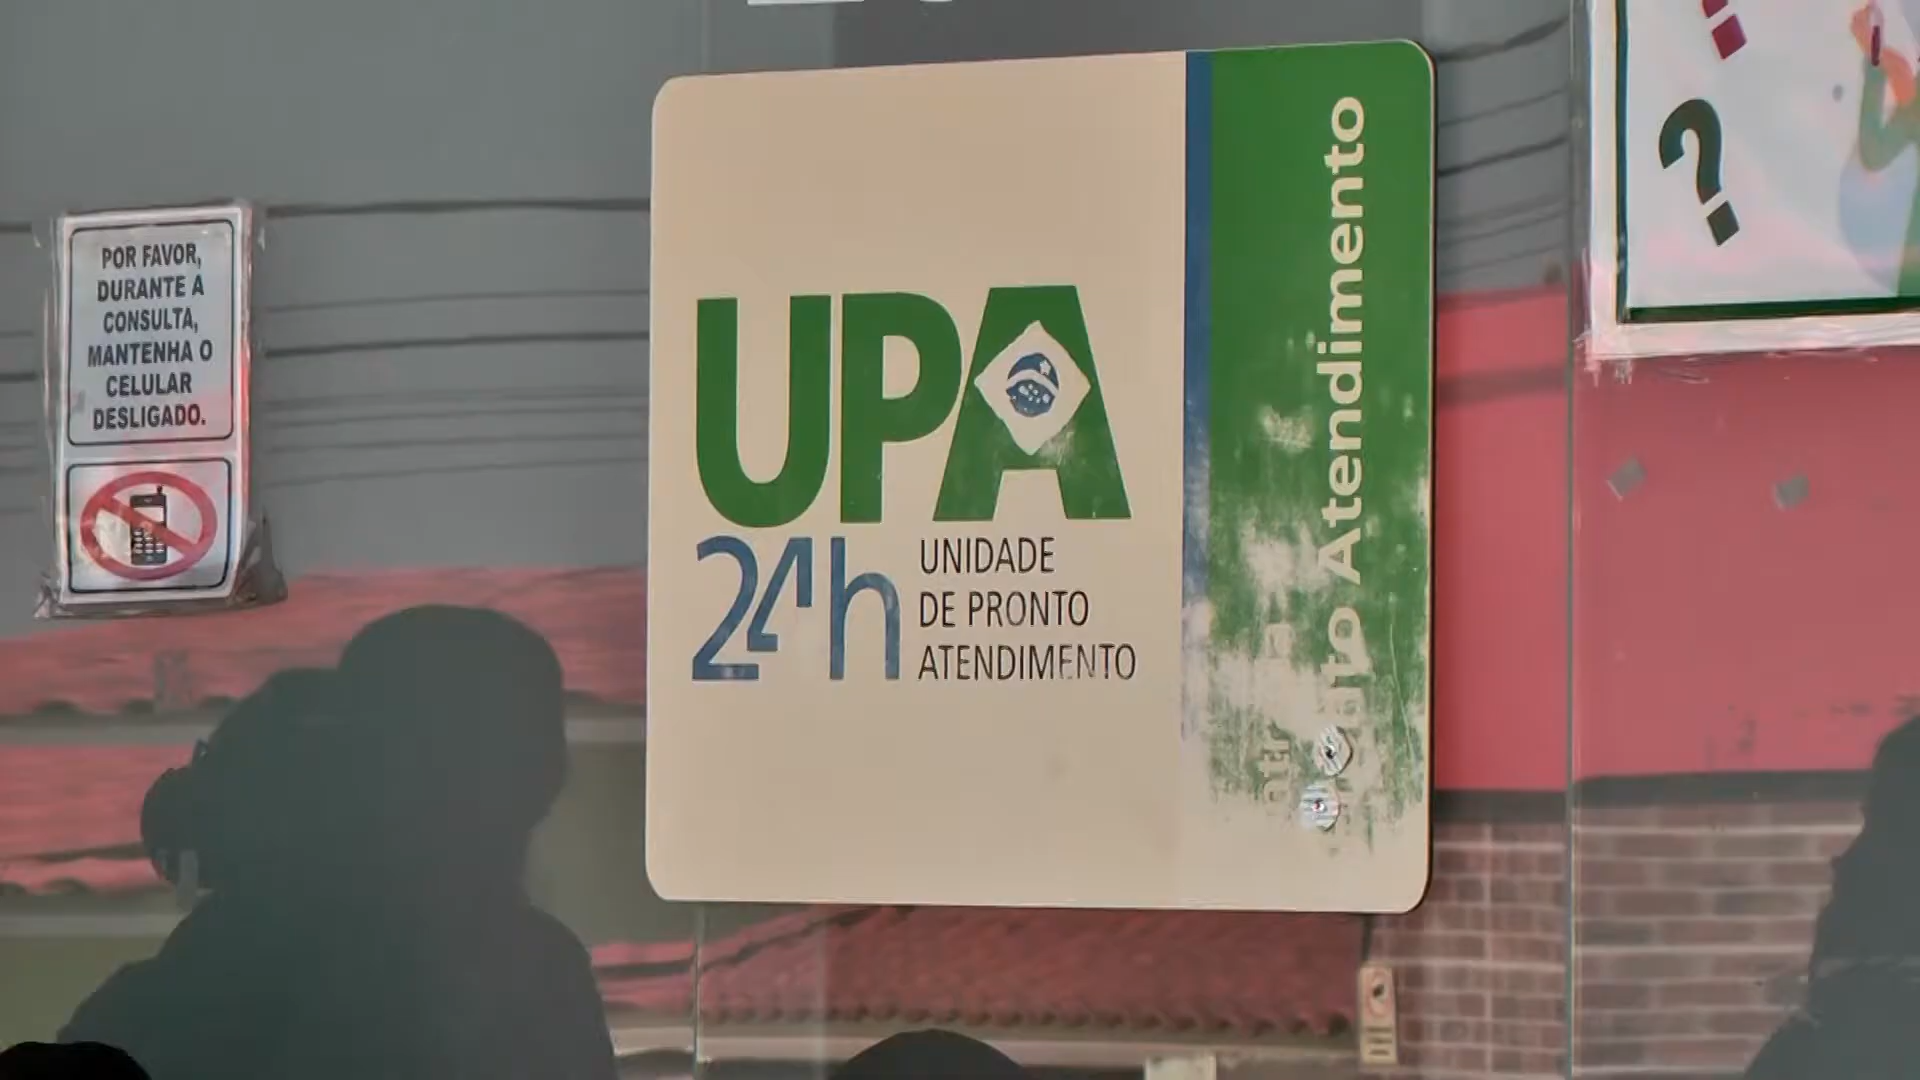 POR FAVOR,
DURANTE A
CONSULTA,
MANTENHA O
CELULAR
DESLIGADO.
UPA
24h
UNIDADE
DE PRONTO
ATENDIMENTO
Atendimento
?